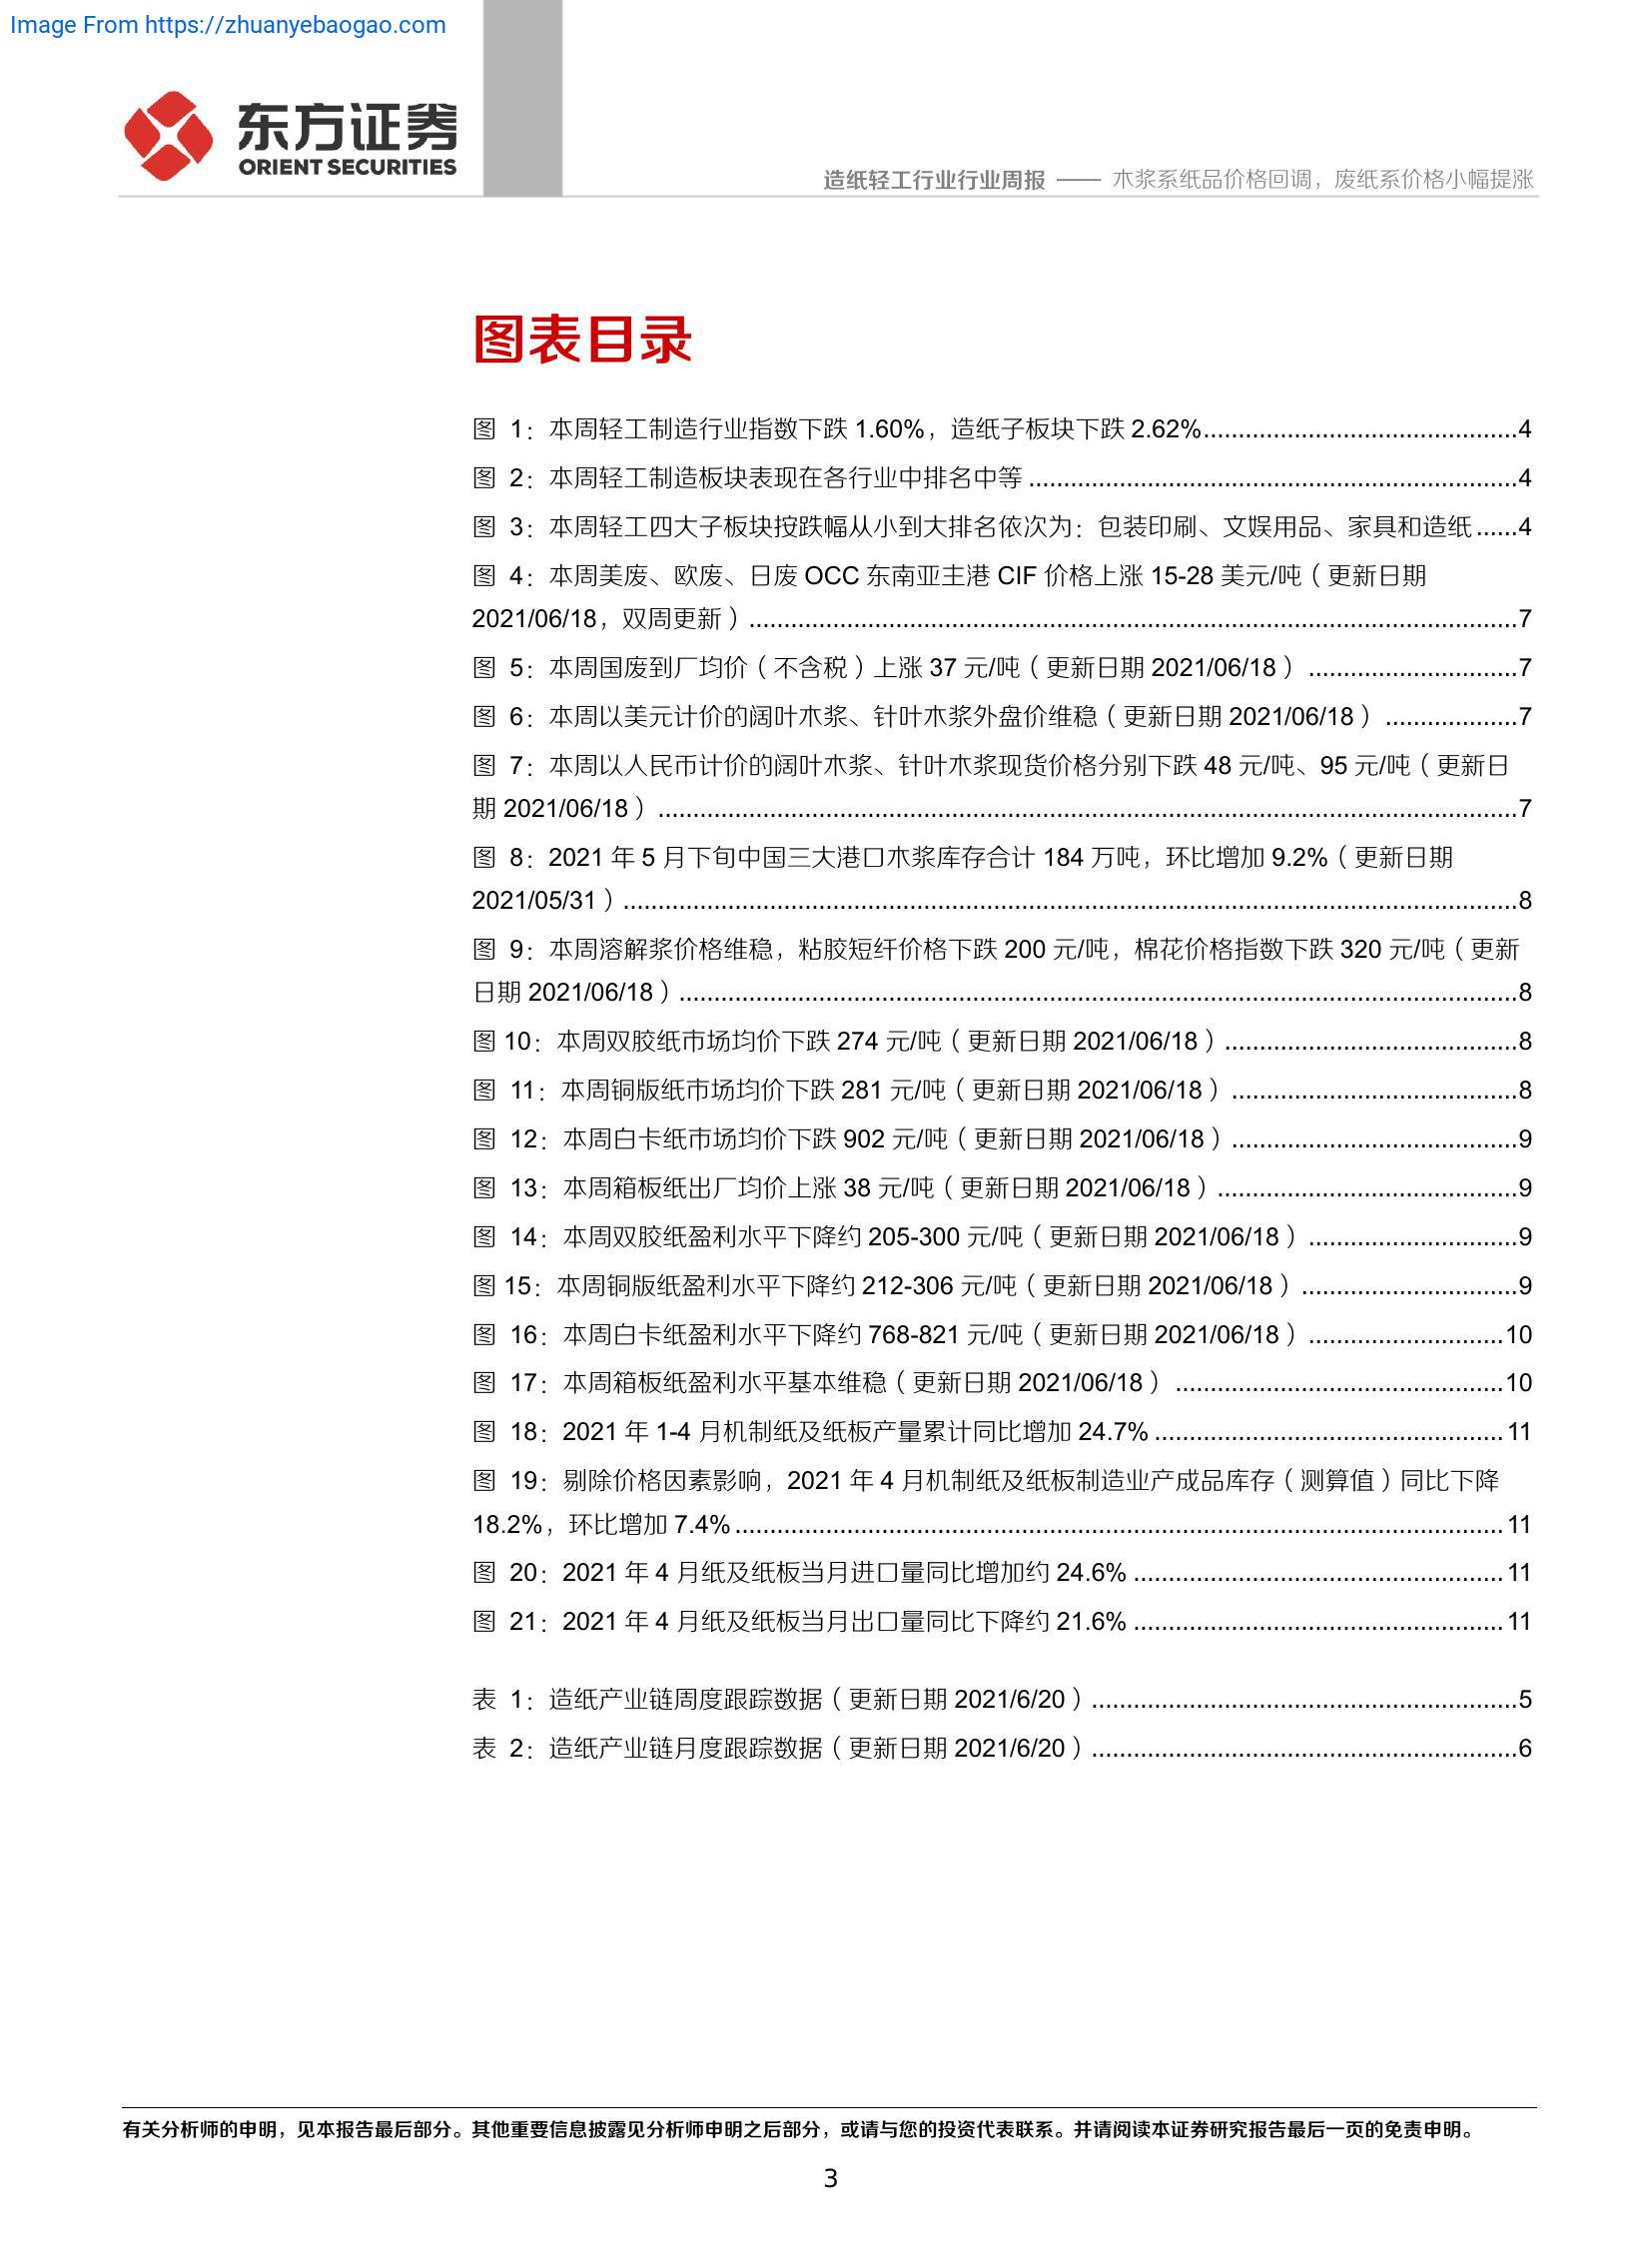 Image From https://zhuanyebaogao.com
东方证券
ORIENT SECURITIES
造纸轻工行业行业周报 —— 木浆系纸品价格回调，废纸系价格小幅提涨
图表目录
图 1：本周轻工制造行业指数下跌 1.60%，造纸子板块下跌 2.62%.............................................4
图 2：本周轻工制造板块表现在各行业中排名中等 ......................................................................4
图 3：本周轻工四大子板块按跌幅从小到大排名依次为：包装印刷、文娱用品、家具和造纸 ......4
图 4：本周美废、欧废、日废 OCC 东南亚主港 CIF 价格上涨 15-28 美元/吨（更新日期
2021/06/18，双周更新）..............................................................................................................7
图 5：本周国废到厂均价（不含税）上涨 37 元/吨（更新日期 2021/06/18） ..............................7
图 6：本周以美元计价的阔叶木浆、针叶木浆外盘价维稳（更新日期 2021/06/18） ...................7
图 7：本周以人民币计价的阔叶木浆、针叶木浆现货价格分别下跌 48 元/吨、95 元/吨（更新日
期 2021/06/18） ...........................................................................................................................7
图 8：2021 年 5 月下旬中国三大港口木浆库存合计 184 万吨，环比增加 9.2%（更新日期
2021/05/31）................................................................................................................................8
图 9：本周溶解浆价格维稳，粘胶短纤价格下跌 200 元/吨，棉花价格指数下跌 320 元/吨（更新
日期 2021/06/18）........................................................................................................................8
图 10：本周双胶纸市场均价下跌 274 元/吨（更新日期 2021/06/18）..........................................8
图 11：本周铜版纸市场均价下跌 281 元/吨（更新日期 2021/06/18） .........................................8
图 12：本周白卡纸市场均价下跌 902 元/吨（更新日期 2021/06/18） .........................................9
图 13：本周箱板纸出厂均价上涨 38 元/吨（更新日期 2021/06/18）...........................................9
图 14：本周双胶纸盈利水平下降约 205-300 元/吨（更新日期 2021/06/18） ..............................9
图 15：本周铜版纸盈利水平下降约 212-306 元/吨（更新日期 2021/06/18） ...............................9
图 16：本周白卡纸盈利水平下降约 768-821 元/吨（更新日期 2021/06/18） ............................10
图 17：本周箱板纸盈利水平基本维稳（更新日期 2021/06/18） ...............................................10
图 18：2021 年 1-4 月机制纸及纸板产量累计同比增加 24.7% ..................................................11
图 19：剔除价格因素影响，2021 年 4 月机制纸及纸板制造业产成品库存（测算值）同比下降
18.2%，环比增加 7.4% ..............................................................................................................11
图 20：2021 年 4 月纸及纸板当月进口量同比增加约 24.6% .....................................................11
图 21：2021 年 4 月纸及纸板当月出口量同比下降约 21.6% .....................................................11
表 1：造纸产业链周度跟踪数据（更新日期 2021/6/20）.............................................................5
表 2：造纸产业链月度跟踪数据（更新日期 2021/6/20）.............................................................6
有关分析师的申明，见本报告最后部分。其他重要信息披露见分析师申明之后部分，或请与您的投资代表联系。并请阅读本证券研究报告最后一页的免责申明。
3